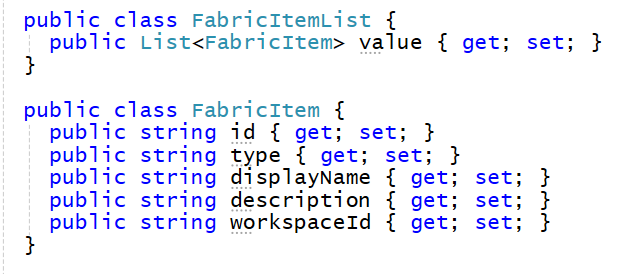 public class FabricItemList {
  public List<FabricItem> value { get; set; }
}
public class FabricItem {
  public string id { get; set; }
  public string type { get; set; }
  public string displayName { get; set; }
  public string description { get; set; }
  public string workspaceId { get; set; }
}